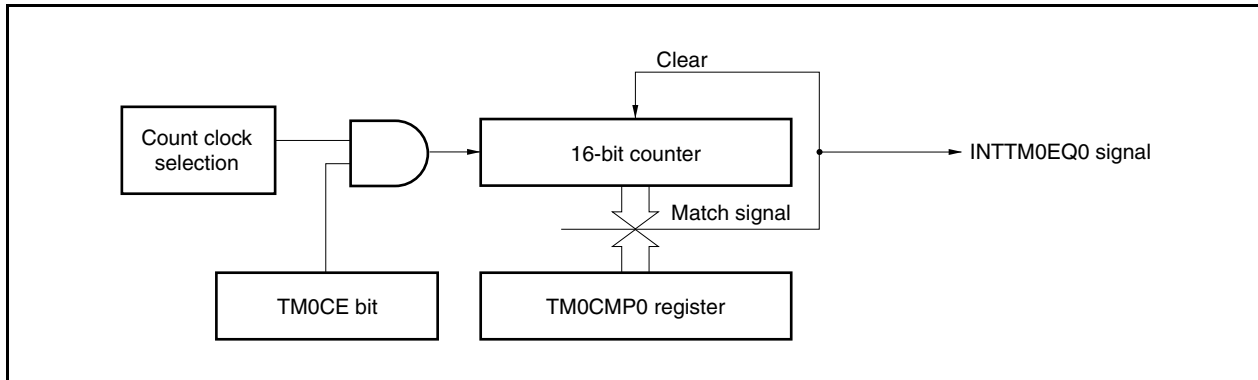 Clear
Count clock
selection
16-bit counter
INTTM0EQ0 signal
Match signal
TM0CE bit
TM0CMP0 register